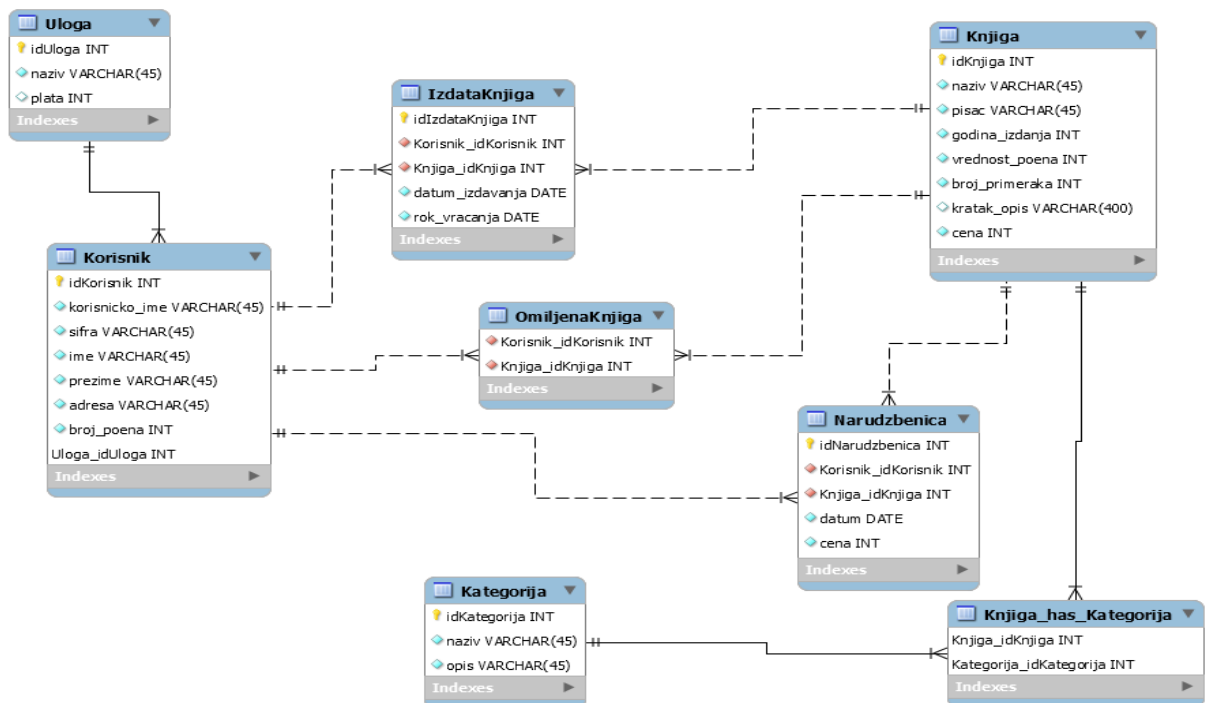 Uloga
idUloga INT
naziv VARCHAR(45)
plata INT
Indexes
Korisnik
idKorisnik INT
korisnicko_ime VARCHAR(45)
sifra VARCHAR(45)
ime VARCHAR(45)
prezime VARCHAR(45)
adresa VARCHAR(45)
broj_poena INT
Uloga_idUloga INT
Indexes
IzdataKnjiga
idIzdataKnjiga INT
Korisnik_idKorisnik INT
Knjiga_idKnjiga INT
datum_izdavanja DATE
rok_vracanja DATE
Indexes
OmiljenaKnjiga
Korisnik_idKorisnik INT
Knjiga_idKnjiga INT
Indexes
Knjiga
idKnjiga INT
naziv VARCHAR(45)
pisac VARCHAR(45)
godina_izdanja INT
vrednost_poena INT
broj_primeraka INT
kratak_opis VARCHAR(400)
cena INT
Indexes
Narudzbenica
idNarudzbenica INT
Korisnik_idKorisnik INT
Knjiga_idKnjiga INT
datum DATE
cena INT
Indexes
Kategorija
idKategorija INT
naziv VARCHAR(45)
opis VARCHAR(45)
Indexes
Knjiga_has_Kategorija
Knjiga_idKnjiga INT
Kategorija_idKategorija INT
Indexes